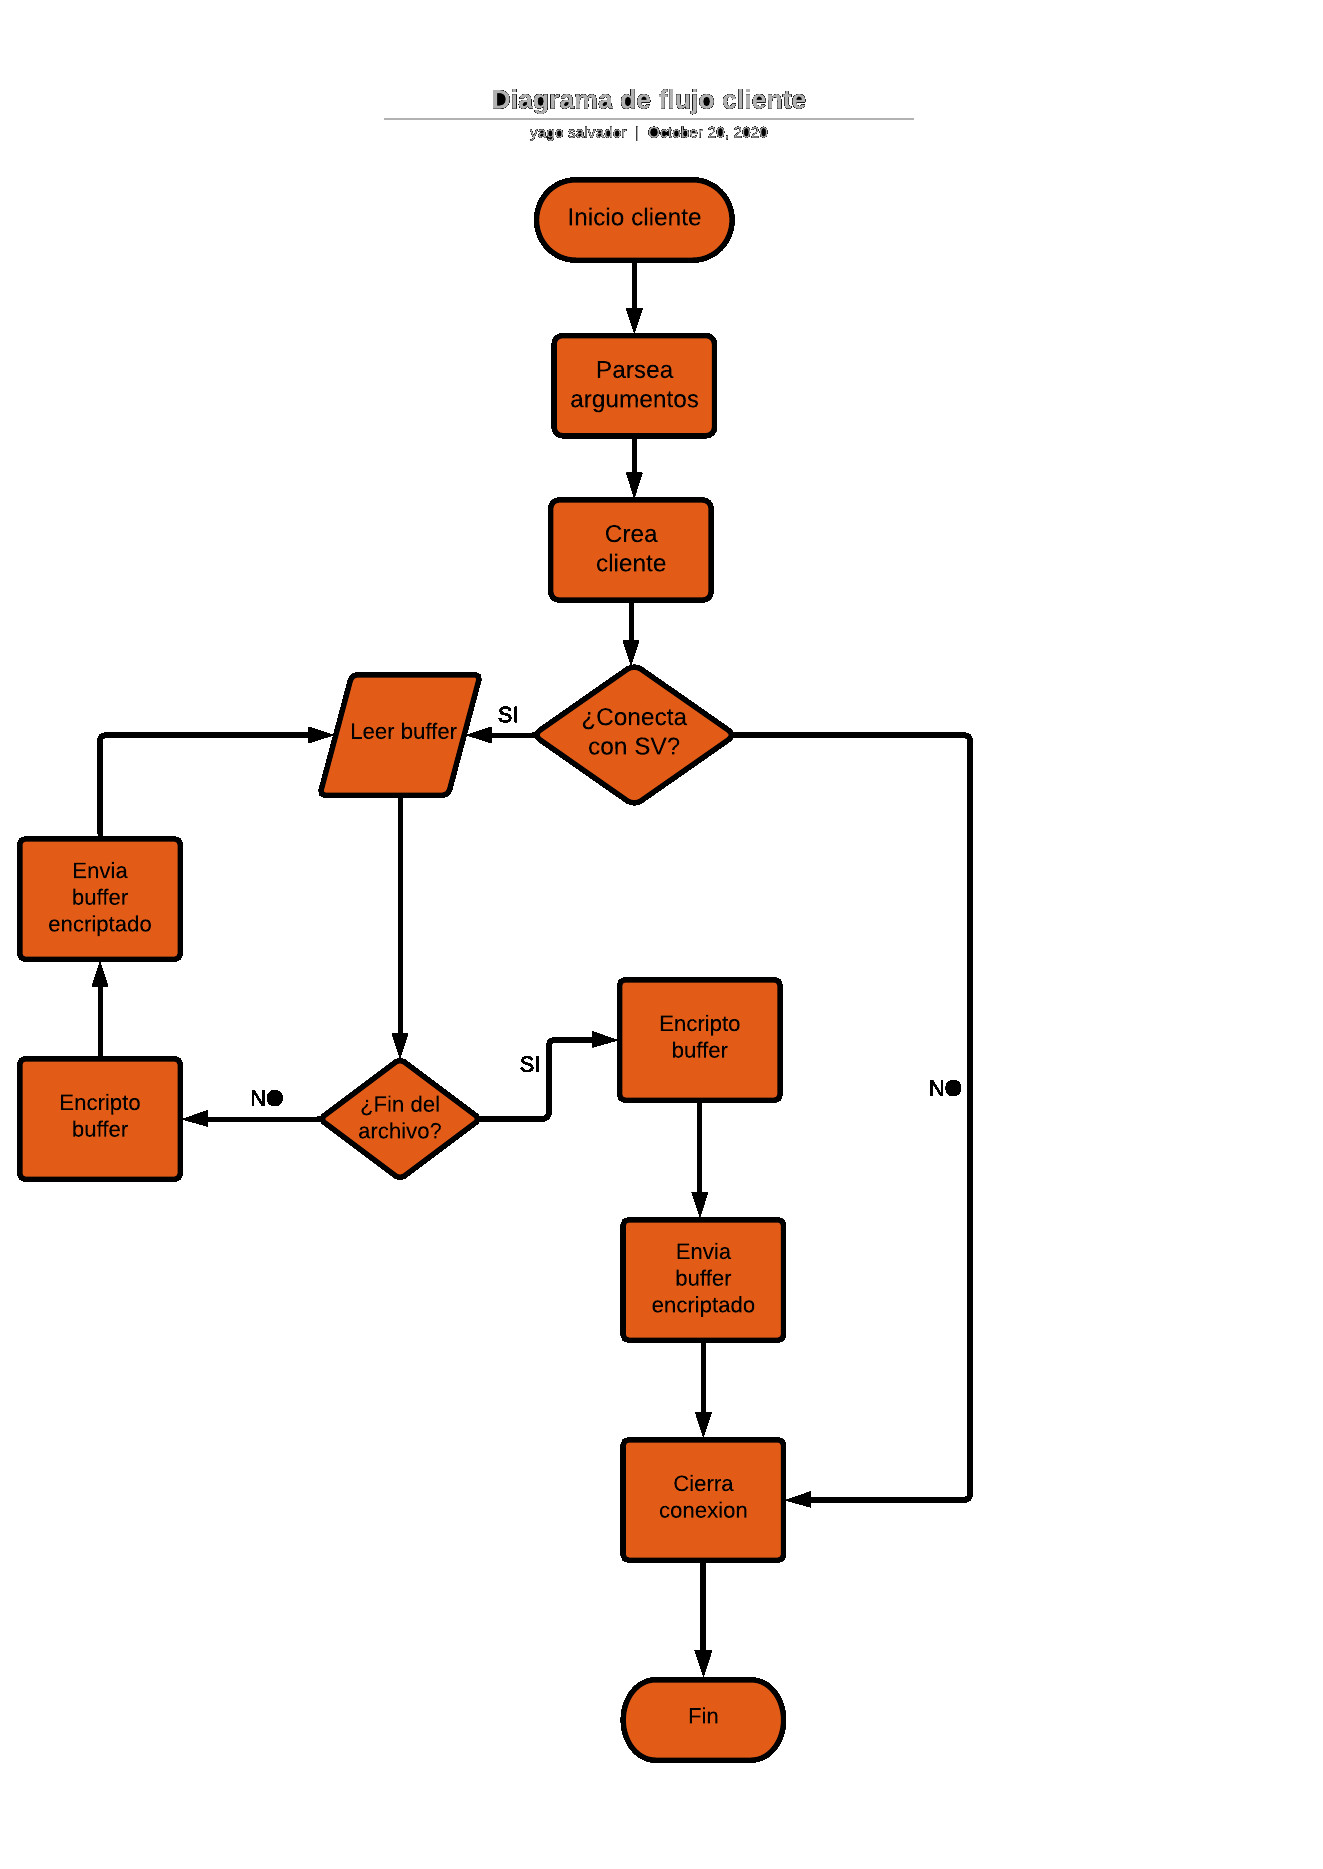 Diagrama de flujo cliente
yago salvador | October 20, 2020
Inicio cliente
Parsea
argumentos
Crea
cliente
¿Conecta
con SV?
SI
Leer buffer
Envia
buffer
encriptado
Encripto
buffer
NO
¿Fin del
archivo?
SI
Encripto
buffer
NO
Envia
buffer
encriptado
Cierra
conexion
Fin